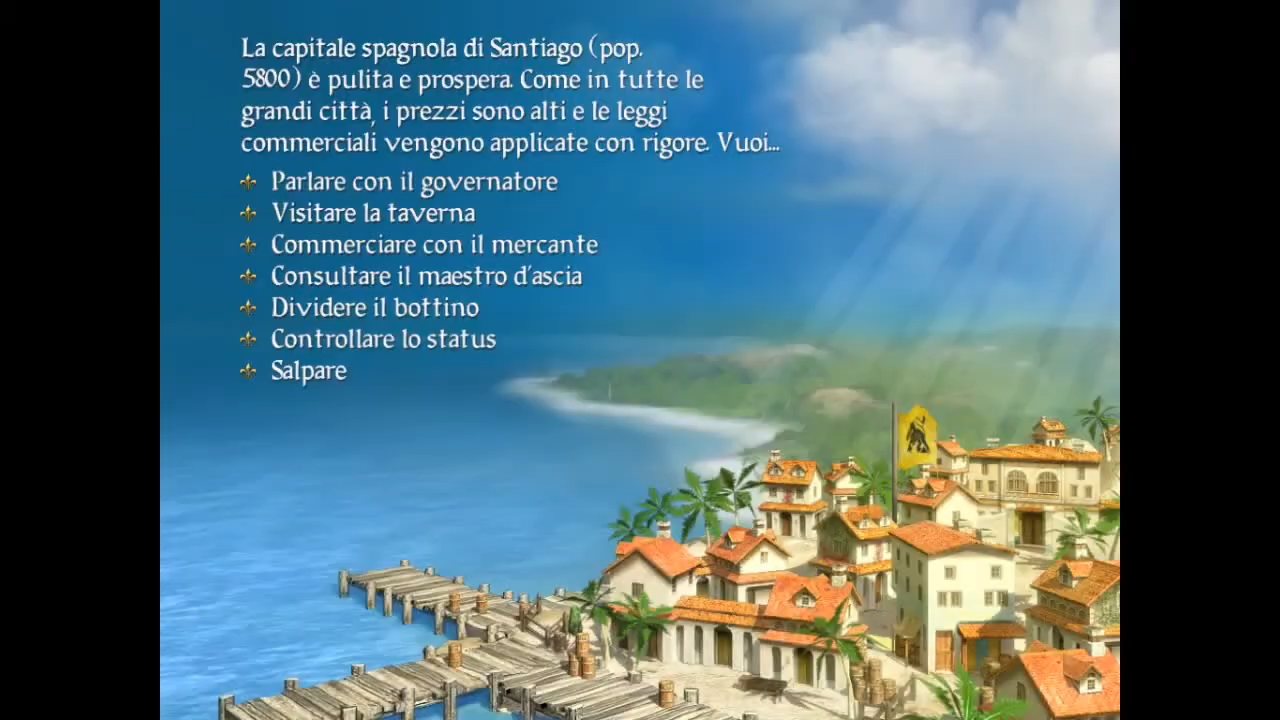 La capitale spagnola di Santiago (pop.
5800) è pulita e prospera. Come in tutte le
grandi città, i prezzi sono alti e le leggi
commerciali vengono applicate con rigore. Vuoi...
Parlare con il governatore
Visitare la taverna
Commerciare con il mercante
Consultare il maestro d'ascia
Dividere il bottino
Controllare lo status
Salpare